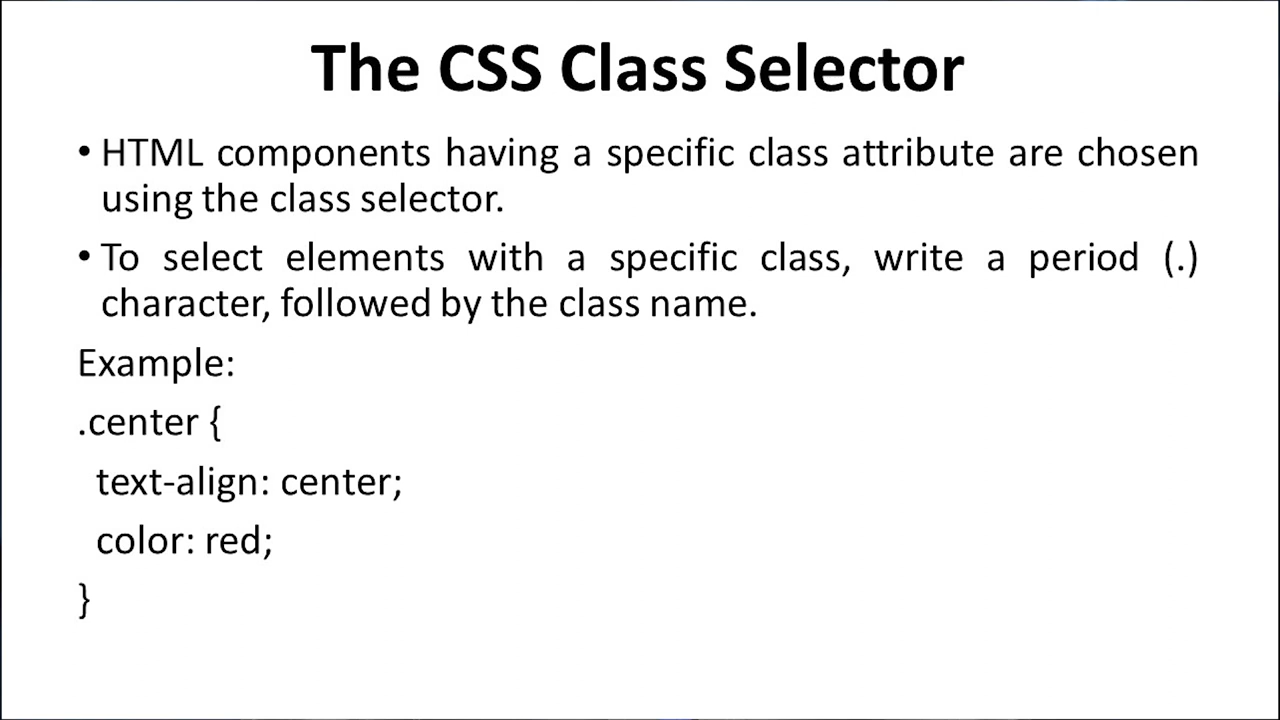 The CSS Class Selector
• HTML components having a specific class attribute are chosen
using the class selector.
• To select elements with a specific class, write a period (.)
character, followed by the class name.
Example:
.center {
text-align: center;
color: red;
}